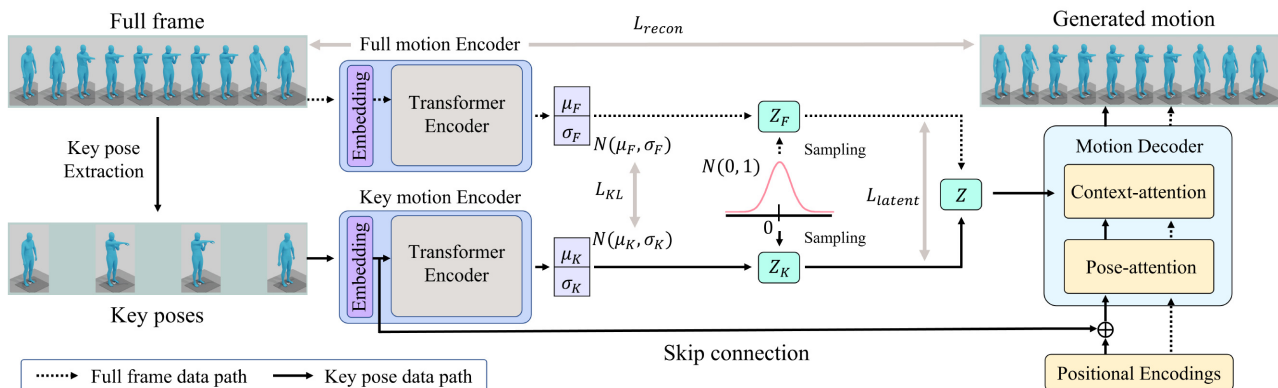 Full frame
Full motion Encoder
L_recon
Generated motion
Embedding
Transformer
Encoder
μ_F
σ_F
N(μ_F, σ_F)
Z_F
Sampling
Key pose
Extraction
L_KL
N(0, 1)
0
L_latent
Z
Motion Decoder
Context-attention
Pose-attention
Key motion Encoder
Embedding
Transformer
Encoder
N(μ_K, σ_K)
μ_K
σ_K
Sampling
Z_K
Key poses
Skip connection
Positional Encodings
Full frame data path
Key pose data path